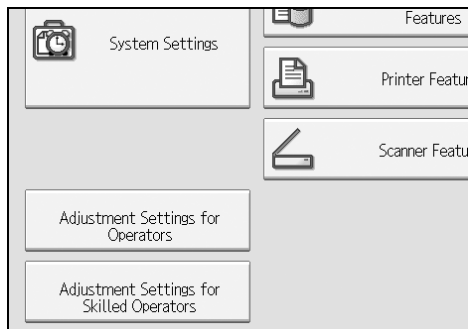 System Settings
Features
Printer Featur
Scanner Featu
Adjustment Settings for
Operators
Adjustment Settings for
Skilled Operators